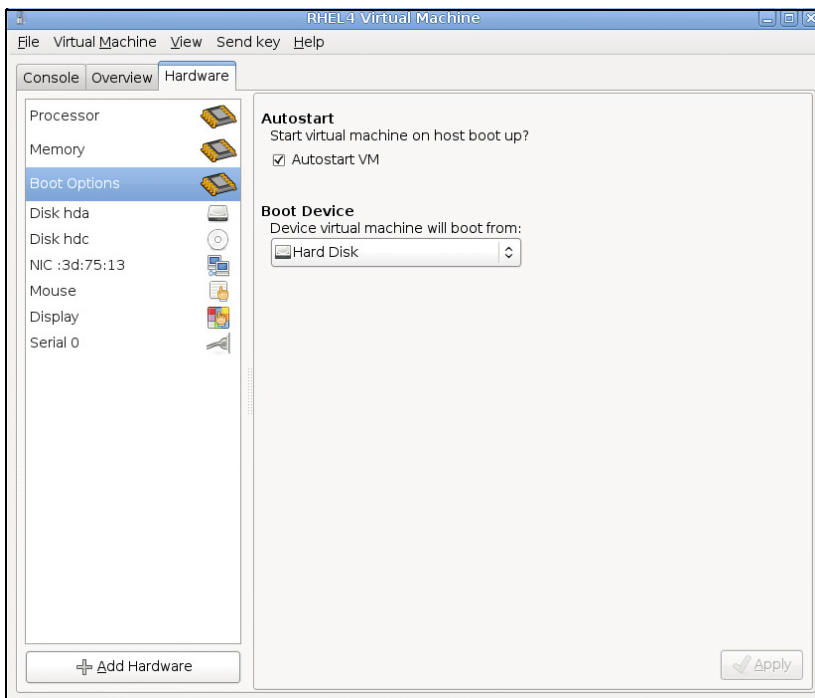 RHEL4 Virtual Machine
File Virtual Machine View Send key Help
Console Overview Hardware
Processor
Memory
Boot Options
Disk hda
Disk hdc
NIC :3d:75:13
Mouse
Display
Serial 0
Add Hardware
Autostart
Start virtual machine on host boot up?
Autostart VM
Boot Device
Device virtual machine will boot from:
Hard Disk
Apply